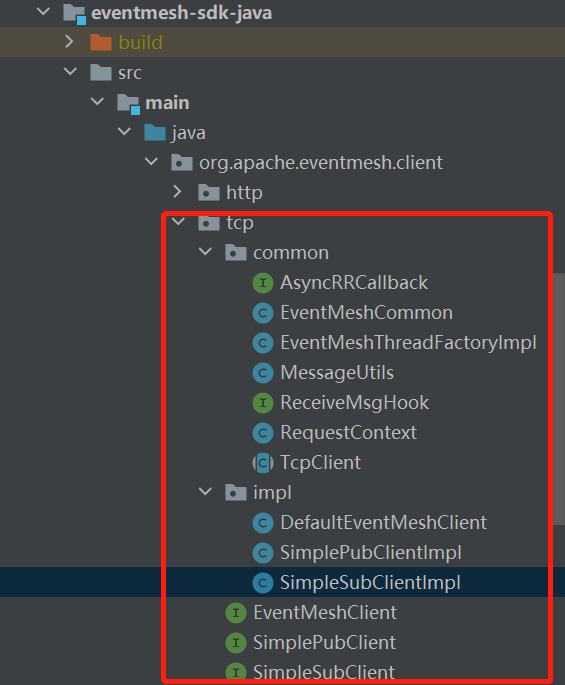 eventmesh-sdk-java
build
src
main
java
org.apache.eventmesh.client
http
tcp
common
I AsyncRRCallback
C EventMeshCommon
C EventMeshThreadFactoryImpl
C MessageUtils
I ReceiveMsgHook
C RequestContext
C TcpClient
impl
C DefaultEventMeshClient
C SimplePubClientImpl
C SimpleSubClientImpl
I EventMeshClient
I SimplePubClient
I SimpleSubClient